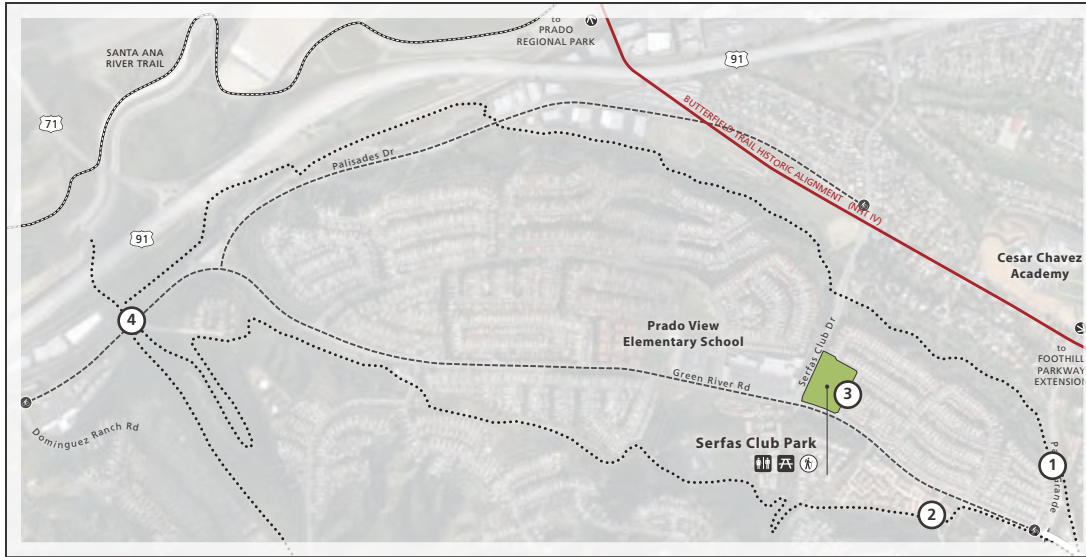 to
PRADO
REGIONAL PARK
SANTA ANA
RIVER TRAIL
91
71
BUTTERFIELD TRAIL HISTORIC ALIGNMENT (NHT IV)
Palisades Dr
91
Cesar Chavez
Academy
4
Prado View
Elementary School
Serfas Club Dr
to
FOOTHILL
PARKWAY
EXTENSION
Green River Rd
3
Dominguez Ranch Rd
Serfas Club Park
1
Grande
2